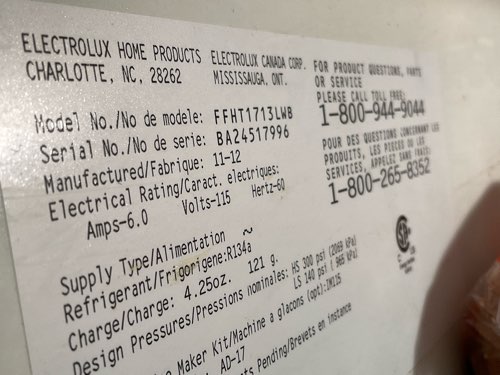 ELECTROLUX HOME PRODUCTS
CHARLOTTE, NC, 28262
ELECTROLUX CANADA CORP.
MISSISSAUGA, ONT.
FOR PRODUCT QUESTIONS, PARTS
OR SERVICE
PLEASE CALL TOLL FREE:
1-800-944-9044
POUR DES QUESTIONS CONCERNANT LES
PRODUITS, LES PIECES OU LES
SERVICES, APPELEZ SANS FRAIS:
1-800-265-8352
Model No./No de modele: FFHT1713LWB
Serial No./No de serie: BA24517996
Manufactured/Fabrique: 11-12
Electrical Rating/Caract. electriques:
Amps-6.0 Volts-115 Hertz-60
Supply Type/Alimentation ~
Refrigerant/Frigorigene:R134a
Charge/Charge: 4.25oz. 121 g.
Design Pressures/Pressions nominales: HS 300 psi (2069 kPa)
LS 140 psi ( 965 kPa)
Maker Kit/Machine a glacons (opt):IM115
AD-17
Pending/Brevets en instance